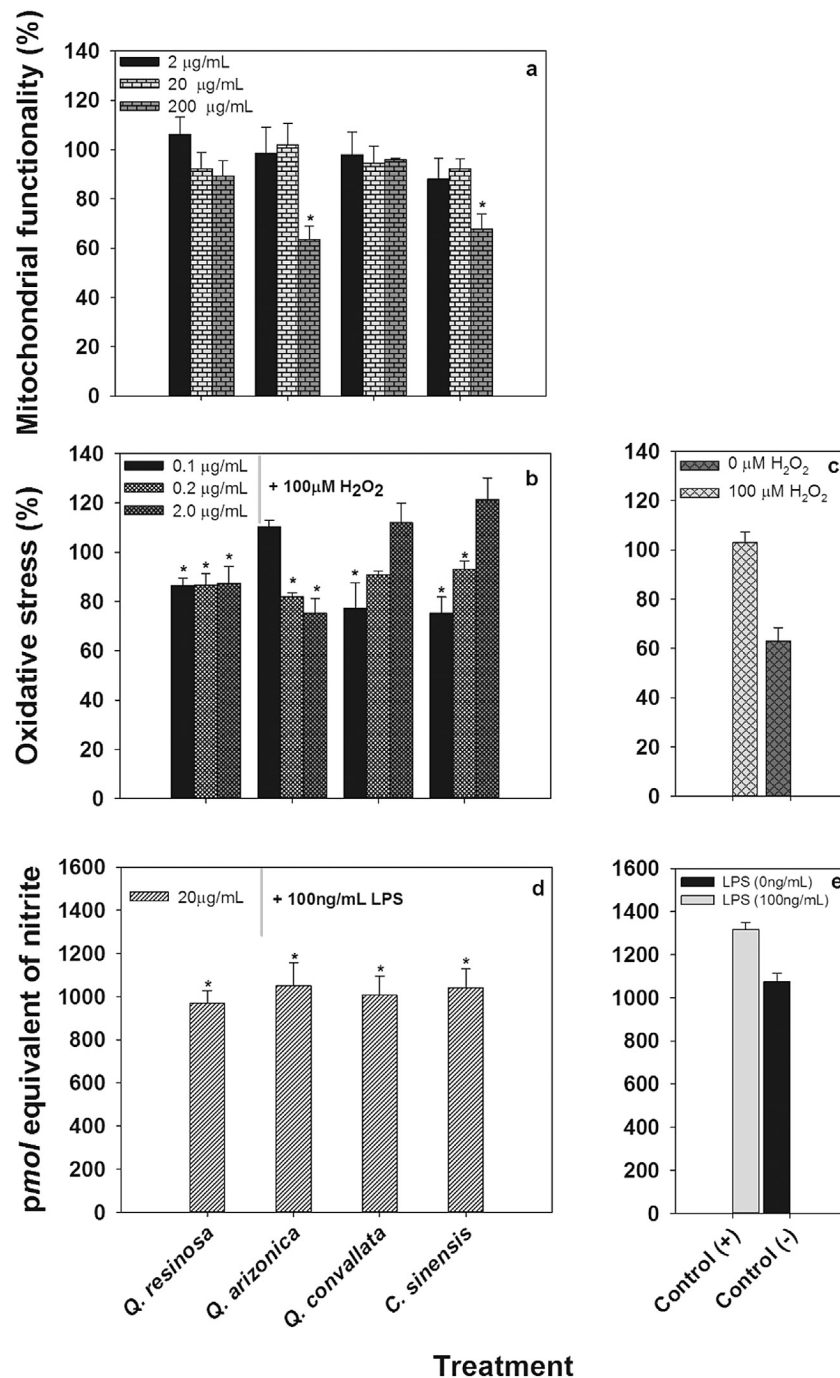 Mitochondrial functionality (%)
140
120
100
80
60
40
20
0
2 µg/mL
20 µg/mL
200 µg/mL
a
*
*
Oxidative stress (%)
140
120
100
80
60
40
20
0
0.1 µg/mL
0.2 µg/mL
2.0 µg/mL
+ 100µM H₂O₂
b
* * *
* *
*
* *
140
120
100
80
60
40
20
0
0 µM H₂O₂
100 µM H₂O₂
c
pmol equivalent of nitrite
1600
1400
1200
1000
800
600
400
200
0
20µg/mL
+ 100ng/mL LPS
d
* * * *
Q. resinosa
Q. arizonica
Q. convallata
C. sinensis
1600
1400
1200
1000
800
600
400
200
0
LPS (0ng/mL)
LPS (100ng/mL)
e
Control (+)
Control (-)
Treatment